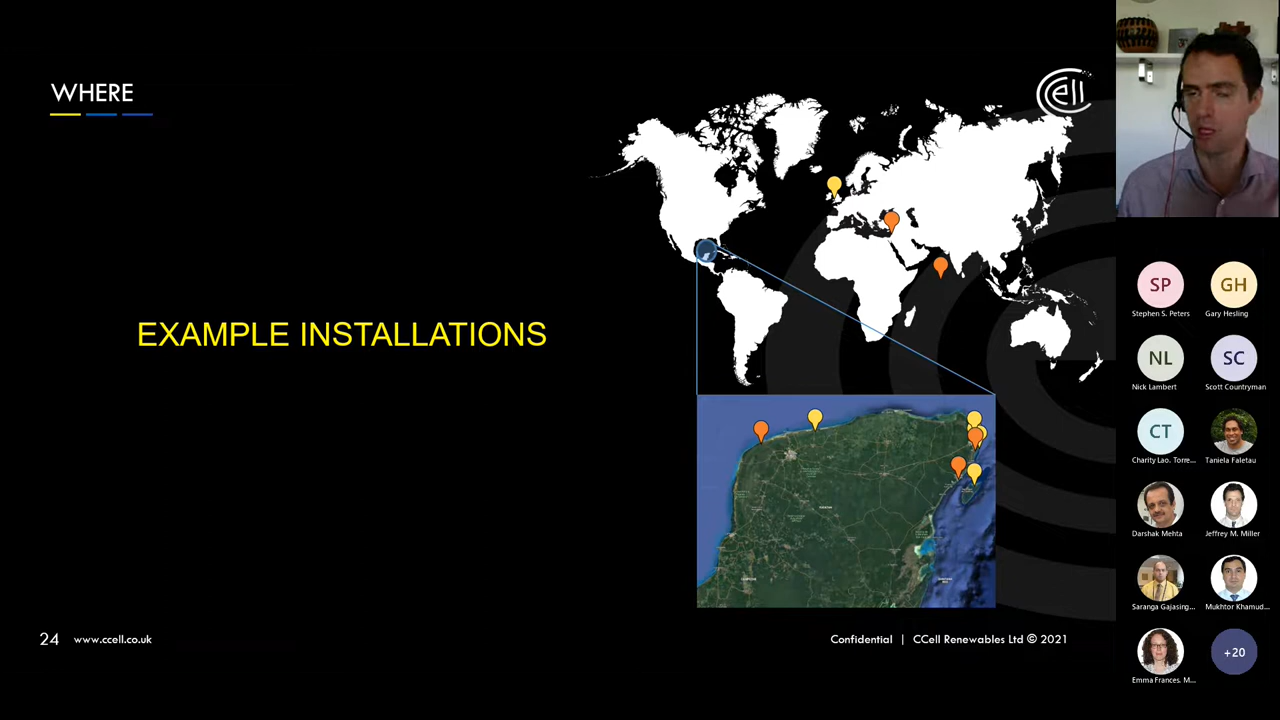 WHERE
CCell
EXAMPLE INSTALLATIONS
24
www.ccell.co.uk
Confidential | CCell Renewables Ltd © 2021
SP
GH
Stephen S. Peters
Gary Hesling
NL
SC
Nick Lambert
Scott Countryman
CT
Charity Lao. Torre...
Taniela Faletau
Darshak Mehta
Jeffrey M. Miller
Saranga Gajasing...
Mukhtor Khamud...
+20
Emma Frances. M...